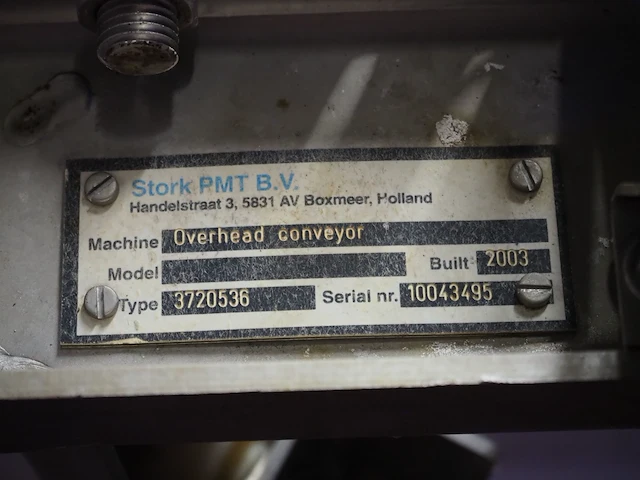 Stork PMT B.V.
Handelstraat 3, 5831 AV Boxmeer, Holland
Machine Overhead conveyor
Model Built 2003
Type 3720536 Serial nr. 10043495